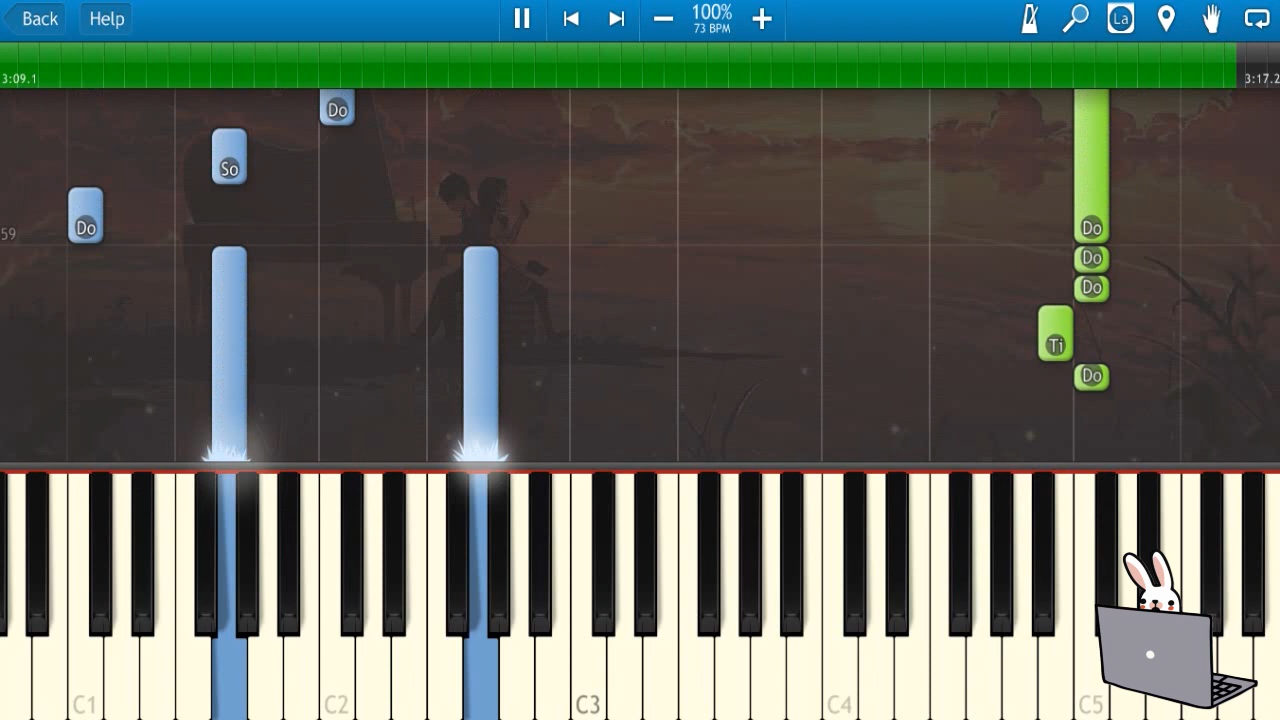 Back Help 100% La
73 BPM
3:09.1 3:17.2
Do
So
Do
Do
59
Do
Do
Ti
Do
C1 C2 C3 C4 C5